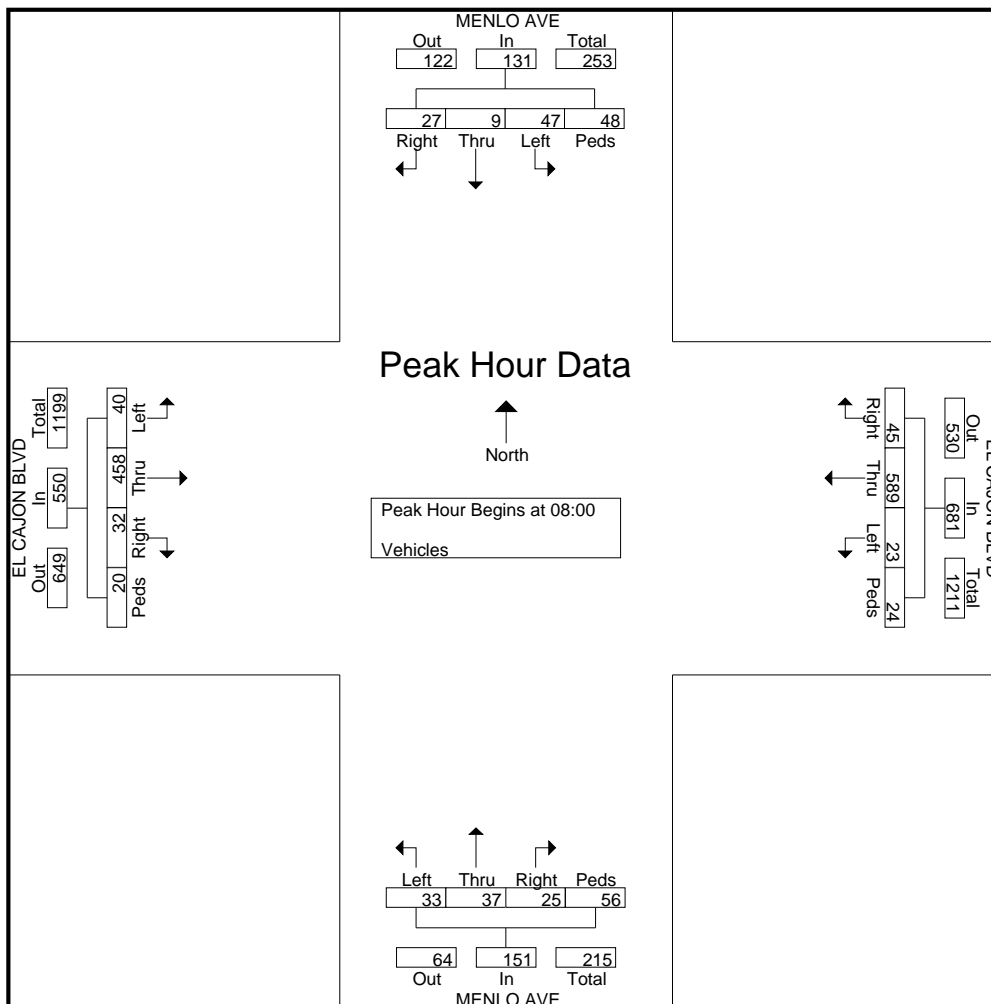 MENLO AVE
Out In Total
122 131 253
27 9 47 48
Right Thru Left Peds
Peak Hour Data
North
Peak Hour Begins at 08:00
Vehicles
EL CAJON BLVD
Total In Out
1199 550 649
40 458 32 20
Left Thru Right Peds
Right Thru Left Peds
45 589 23 24
Out In Total
530 681 1211
EL CAJON BLVD
Left Thru Right Peds
33 37 25 56
64 151 215
Out In Total
MENLO AVE